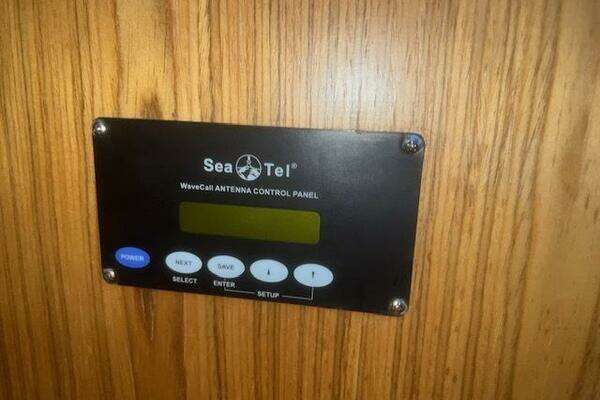 Sea Tel®
WaveCall ANTENNA CONTROL PANEL
POWER NEXT SAVE
SELECT ENTER
SETUP